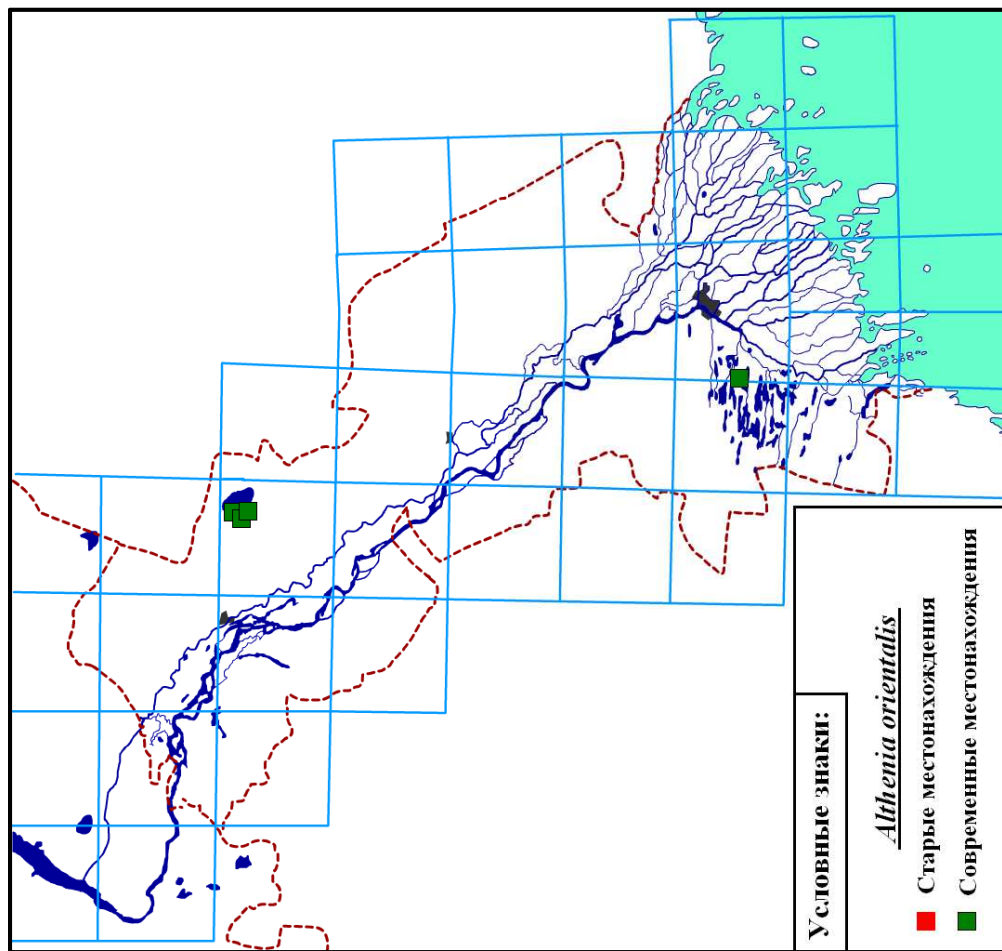 Условные знаки:
Althenia orientalis
Старые местонахождения
Современные местонахождения